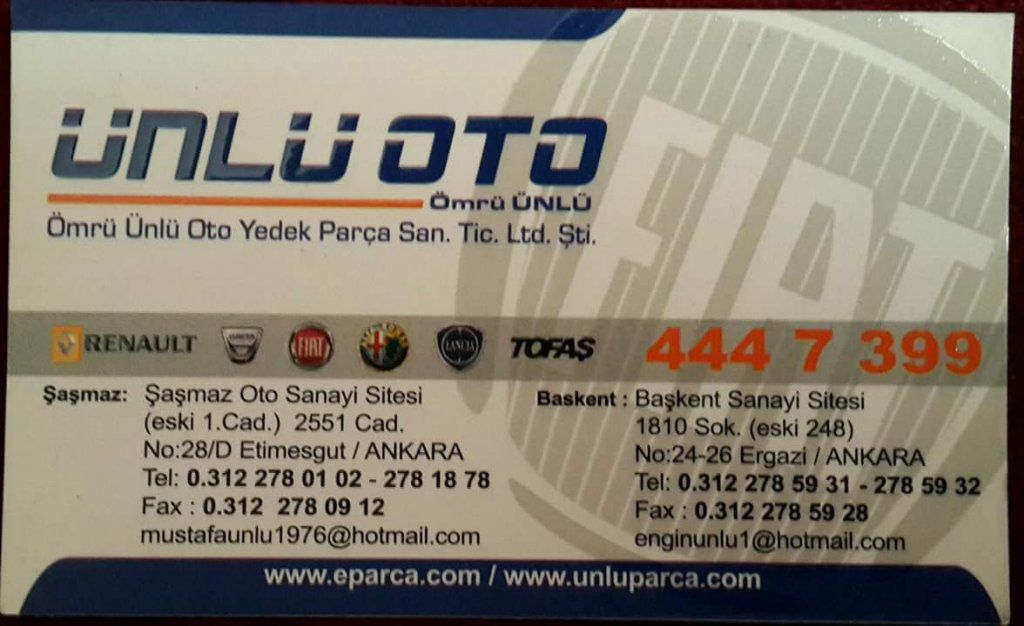 ÜNLÜ OTO
Ömrü ÜNLÜ
Ömrü Ünlü Oto Yedek Parça San. Tic. Ltd. Şti.
FIAT
RENAULT FIAT LANCIA TOFAŞ 444 7 399
Şaşmaz: Şaşmaz Oto Sanayi Sitesi
(eski 1.Cad.) 2551 Cad.
No:28/D Etimesgut / ANKARA
Tel: 0.312 278 01 02 - 278 18 78
Fax : 0.312 278 09 12
mustafaunlu1976@hotmail.com
Baskent : Başkent Sanayi Sitesi
1810 Sok. (eski 248)
No:24-26 Ergazi / ANKARA
Tel: 0.312 278 59 31 - 278 59 32
Fax : 0.312 278 59 28
enginunlu1@hotmail.com
www.eparca.com / www.unluparca.com